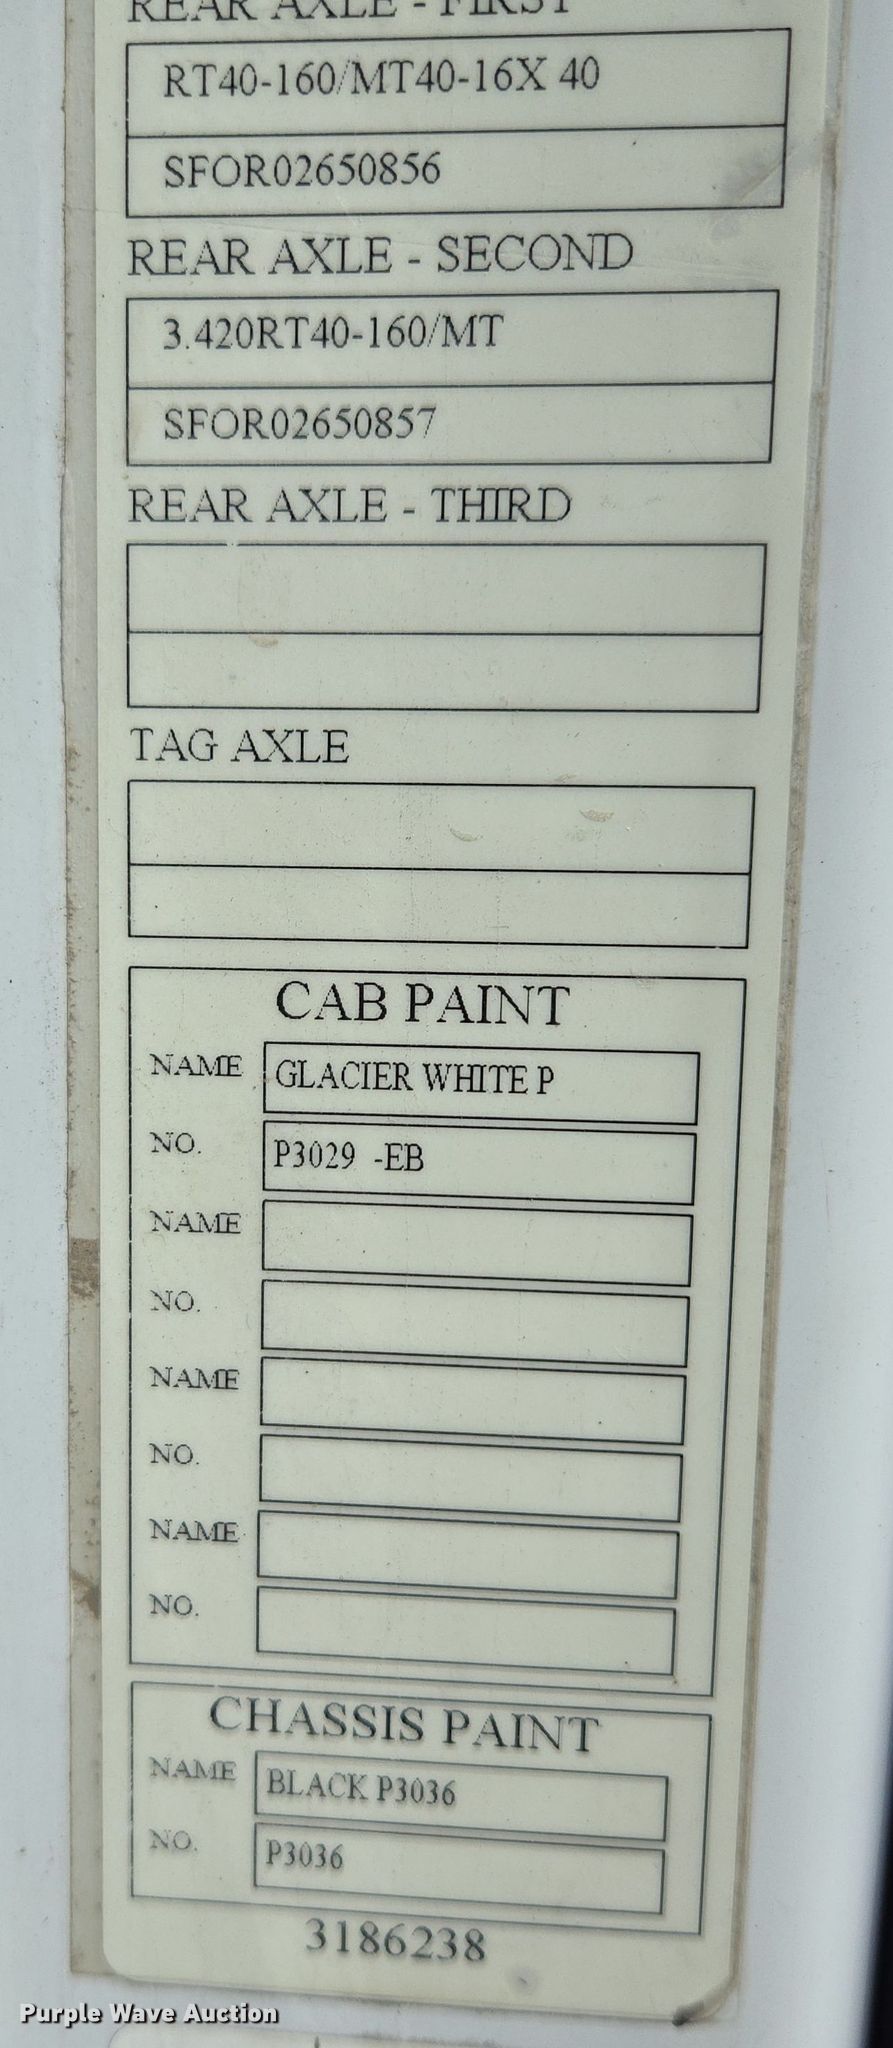 REAR AXLE - FIRST
RT40-160/MT40-16X 40
SFOR02650856
REAR AXLE - SECOND
3.420RT40-160/MT
SFOR02650857
REAR AXLE - THIRD
TAG AXLE
CAB PAINT
NAME GLACIER WHITE P
NO. P3029 -EB
NAME
NO.
NAME
NO.
NAME
NO.
CHASSIS PAINT
NAME BLACK P3036
NO. P3036
3186238
Purple Wave Auction